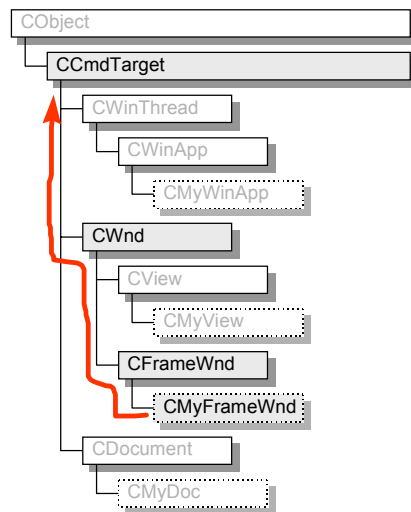 CObject
CCmdTarget
CWinThread
CWinApp
CMyWinApp
CWnd
CView
CMyView
CFrameWnd
CMyFrameWnd
CDocument
CMyDoc